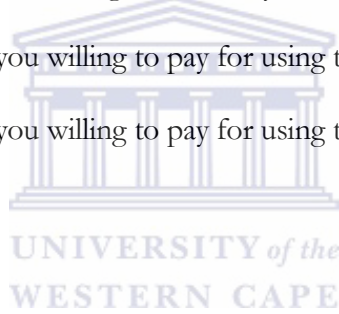 you willing to pay for using t
you willing to pay for using t
UNIVERSITY of the
WESTERN CAPE